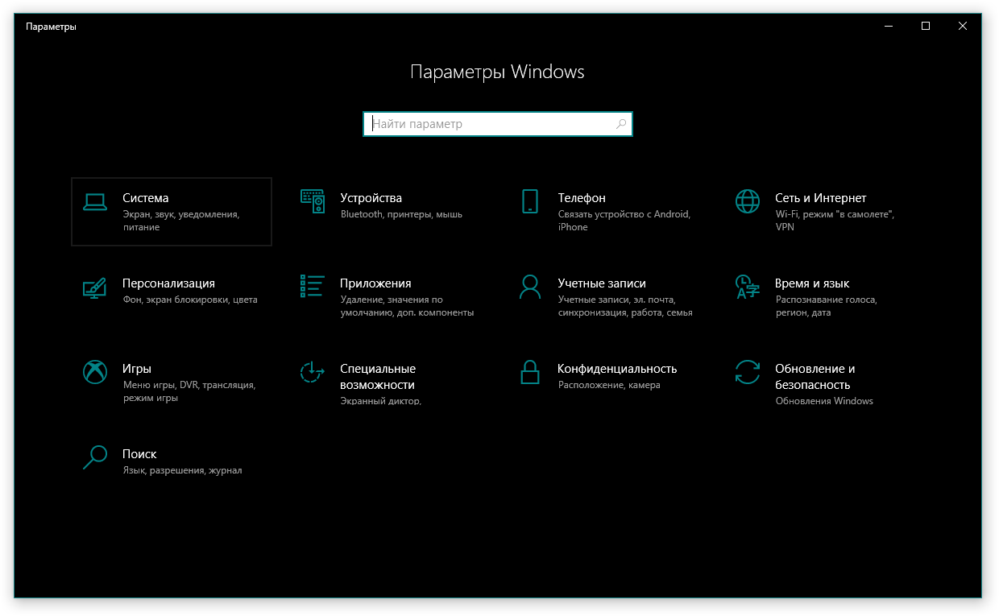 Параметры
Параметры Windows
Найти параметр
Система
Экран, звук, уведомления,
питание
Устройства
Bluetooth, принтеры, мышь
Телефон
Связать устройство с Android,
iPhone
Сеть и Интернет
Wi-Fi, режим "в самолете",
VPN
Персонализация
Фон, экран блокировки, цвета
Приложения
Удаление, значения по
умолчанию, доп. компоненты
Учетные записи
Учетные записи, эл. почта,
синхронизация, работа, семья
Время и язык
Распознавание голоса,
регион, дата
Игры
Меню игры, DVR, трансляция,
режим игры
Специальные
возможности
Экранный диктор,
Конфиденциальность
Расположение, камера
Обновление и
безопасность
Обновления Windows
Поиск
Язык, разрешения, журнал